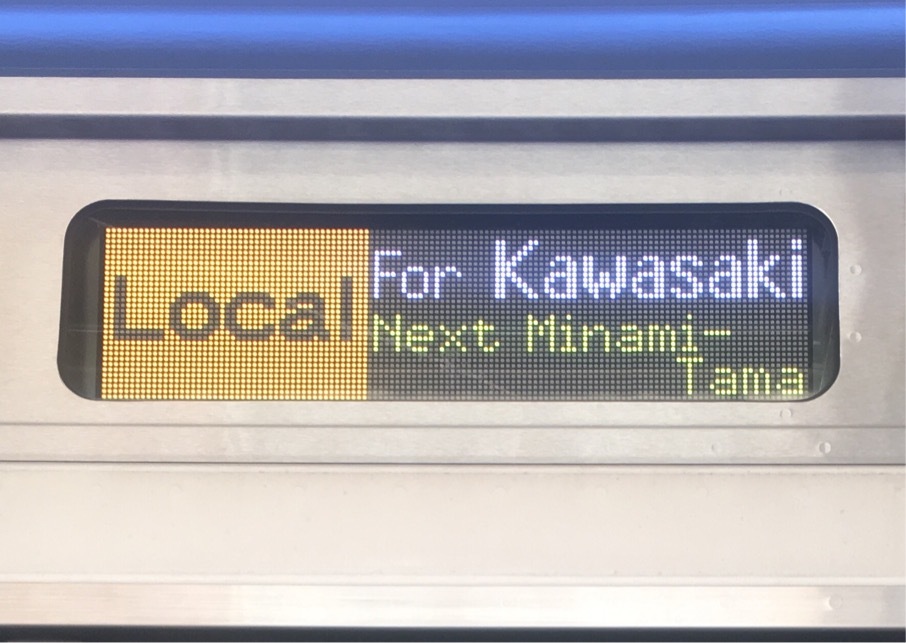 Local
For Kawasaki
Next Minami-
Tama